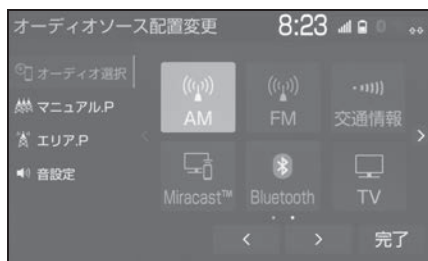 オーディオソース配置変更 8:23
オーディオ選択
マニュアル.P
エリア.P
音設定
AM FM 交通情報
Miracast™ Bluetooth TV
< > 完了